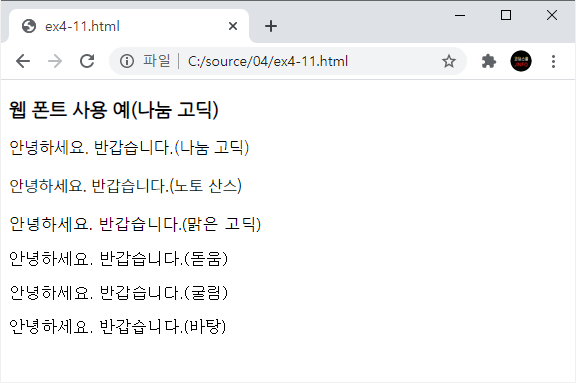 ex4-11.html
파일 C:/source/04/ex4-11.html
웹 폰트 사용 예(나눔 고딕)
안녕하세요. 반갑습니다.(나눔 고딕)
안녕하세요. 반갑습니다.(노토 산스)
안녕하세요. 반갑습니다.(맑은 고딕)
안녕하세요. 반갑습니다.(돋움)
안녕하세요. 반갑습니다.(굴림)
안녕하세요. 반갑습니다.(바탕)